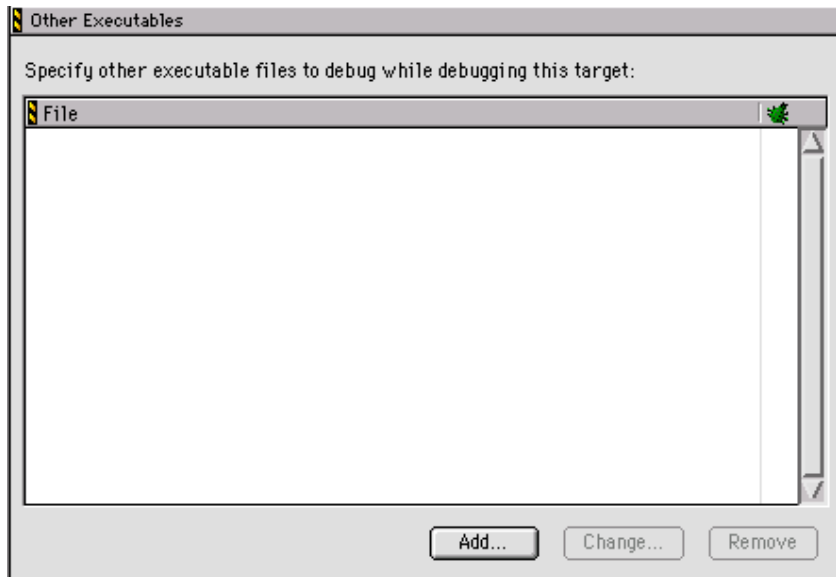 Other Executables
Specify other executable files to debug while debugging this target:
File
Add... Change... Remove